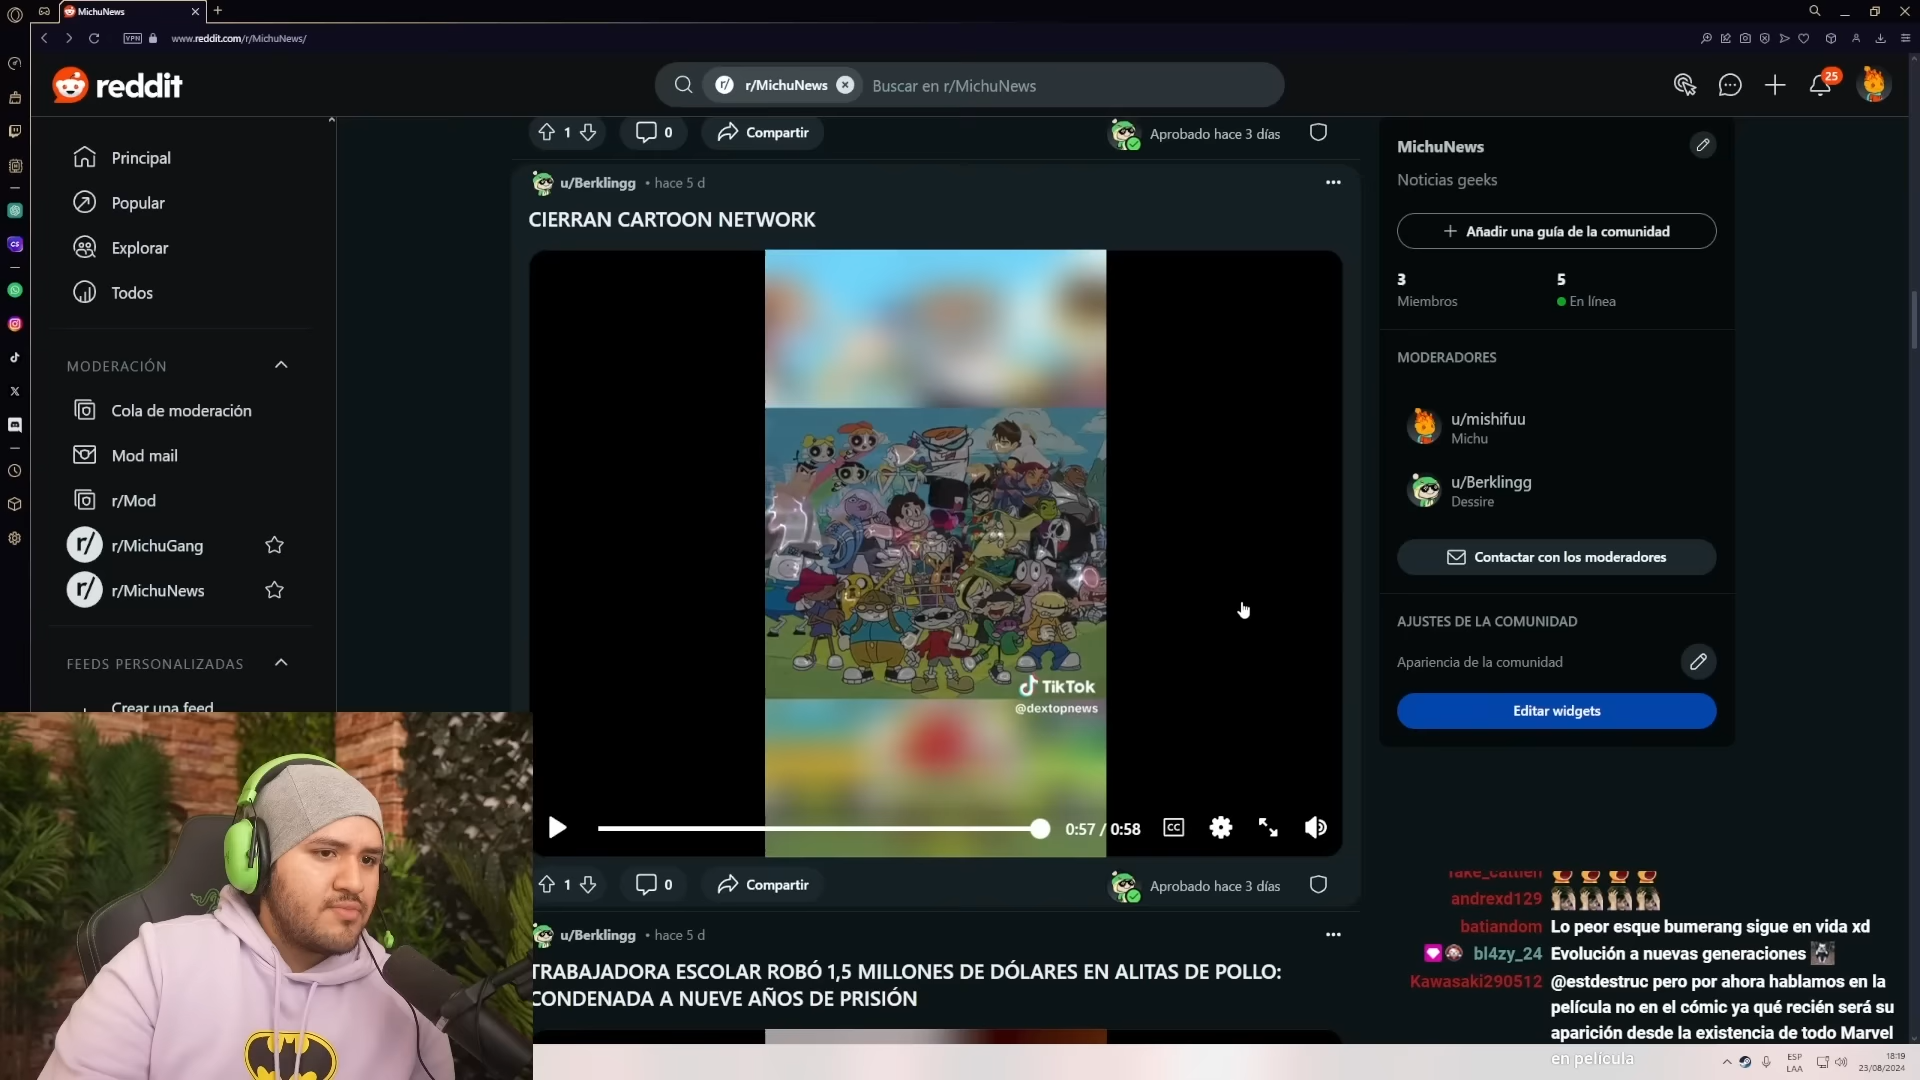 MichuNews
VPN
www.reddit.com/r/MichuNews/
reddit
r/ r/MichuNews
Buscar en r/MichuNews
25
Principal
Popular
Explorar
Todos
MODERACIÓN
Cola de moderación
Mod mail
r/Mod
r/ r/MichuGang
r/ r/MichuNews
FEEDS PERSONALIZADAS
Crear una feed
1
0
Compartir
Aprobado hace 3 días
u/Berklingg • hace 5 d
CIERRAN CARTOON NETWORK
TikTok
@dextopnews
0:57 / 0:58
CC
1
0
Compartir
Aprobado hace 3 días
u/Berklingg • hace 5 d
TRABAJADORA ESCOLAR ROBÓ 1,5 MILLONES DE DÓLARES EN ALITAS DE POLLO:
CONDENADA A NUEVE AÑOS DE PRISIÓN
MichuNews
Noticias geeks
Añadir una guía de la comunidad
3
Miembros
5
En línea
MODERADORES
u/mishifuu
Michu
u/Berklingg
Dessire
Contactar con los moderadores
AJUSTES DE LA COMUNIDAD
Apariencia de la comunidad
Editar widgets
andrexd129
batiandom Lo peor esque bumerang sigue en vida xd
bl4zy_24 Evolución a nuevas generaciones
Kawasaki290512 @estdestruc pero por ahora hablamos en la
película no en el cómic ya qué recién será su
aparición desde la existencia de todo Marvel
en película
ESP
LAA
18:19
23/08/2024